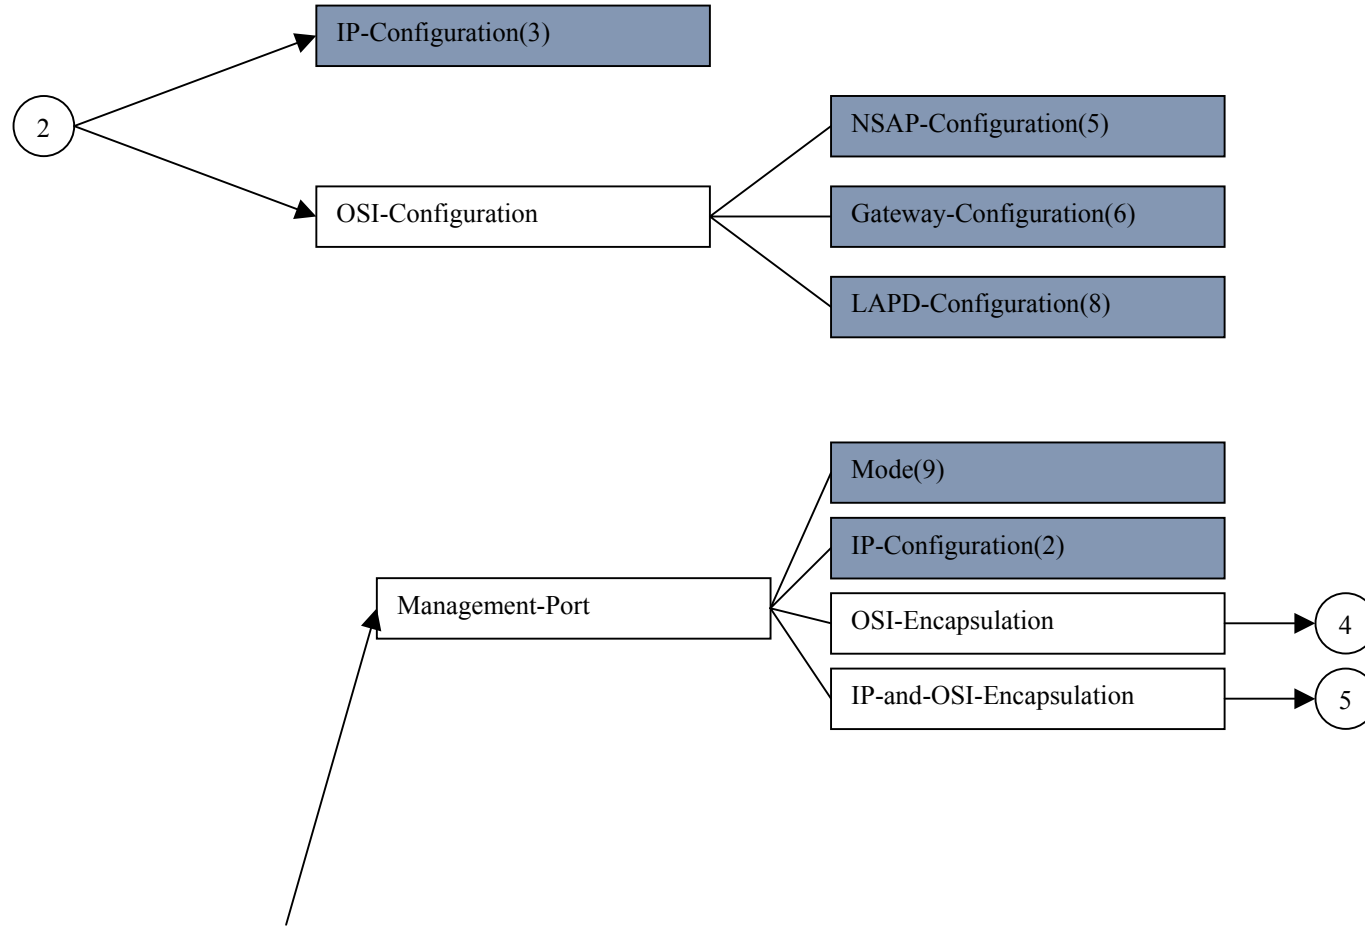 IP-Configuration(3)
2
NSAP-Configuration(5)
OSI-Configuration
Gateway-Configuration(6)
LAPD-Configuration(8)
Mode(9)
IP-Configuration(2)
Management-Port
OSI-Encapsulation
4
IP-and-OSI-Encapsulation
5